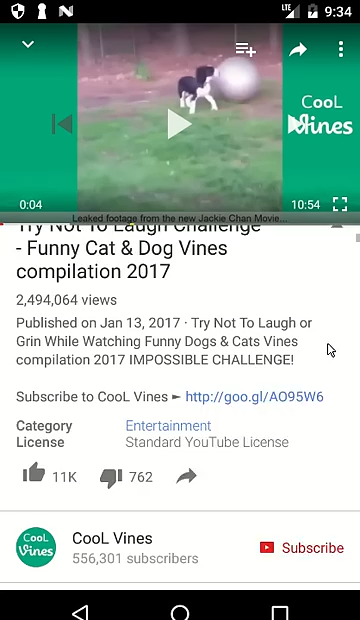 LTE 9:34
CooL
Vines
0:04
10:54
Leaked footage from the new Jackie Chan Movie...
Try Not To Laugh Challenge
- Funny Cat & Dog Vines
compilation 2017
2,494,064 views
Published on Jan 13, 2017 · Try Not To Laugh or
Grin While Watching Funny Dogs & Cats Vines
compilation 2017 IMPOSSIBLE CHALLENGE!
Subscribe to CooL Vines ► http://goo.gl/AO95W6
Category Entertainment
License Standard YouTube License
11K 762
CooL
Vines
CooL Vines
556,301 subscribers
Subscribe